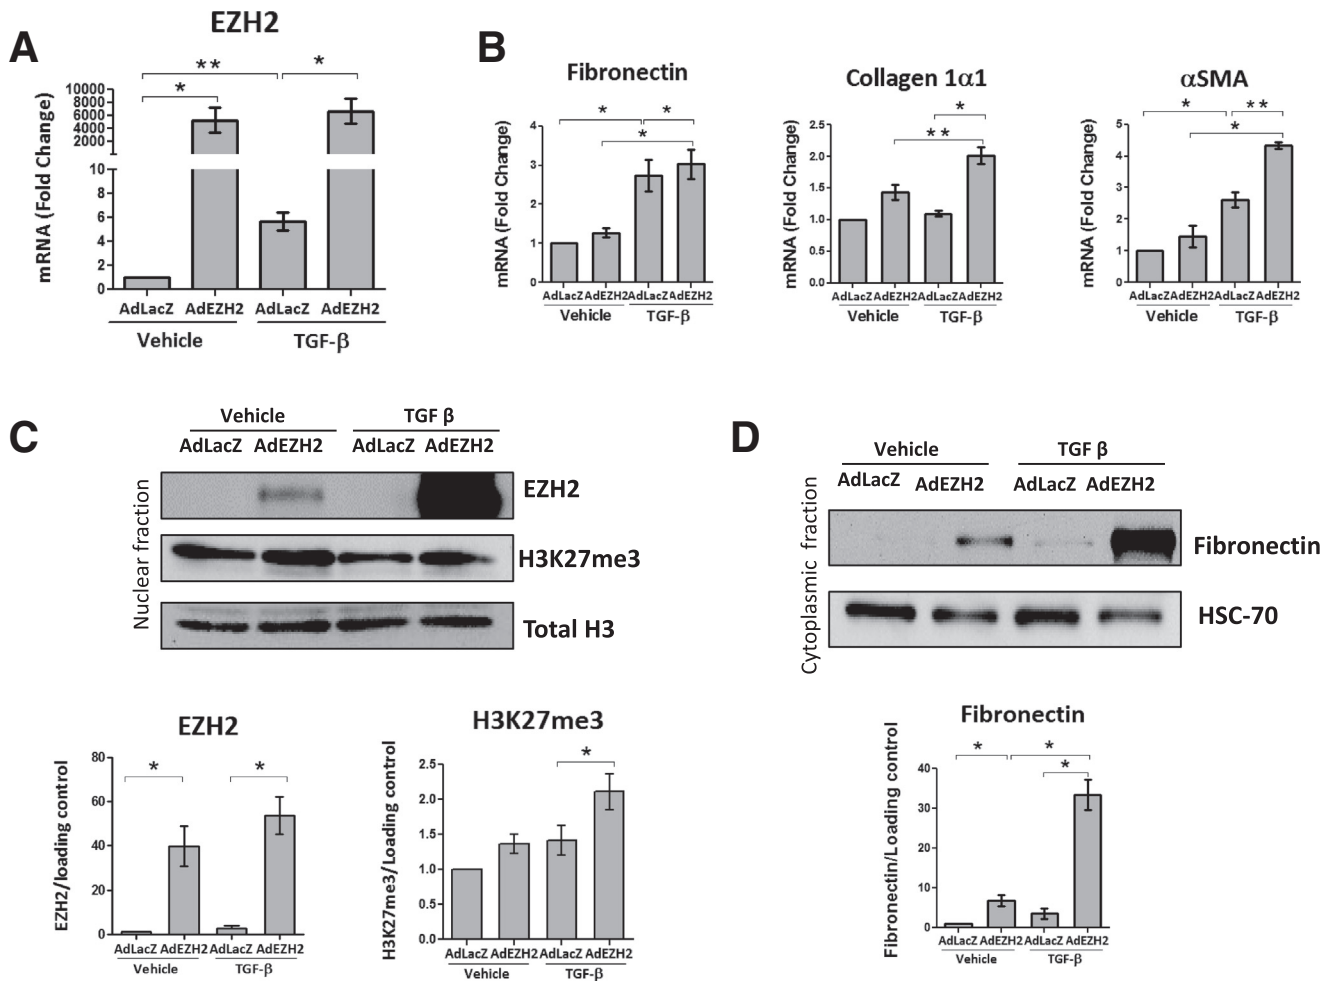 A
EZH2
mRNA (Fold Change)
** *
*
10000
8000
6000
4000
2000
10
8
6
4
2
0
AdLacZ AdEZH2 AdLacZ AdEZH2
Vehicle TGF-β
B
Fibronectin
mRNA (Fold Change)
* *
*
4
3
2
1
0
AdLacZ AdEZH2 AdLacZ AdEZH2
Vehicle TGF-β
Collagen 1α1
mRNA (Fold Change)
*
**
2.5
2.0
1.5
1.0
0.5
0.0
AdLacZ AdEZH2 AdLacZ AdEZH2
Vehicle TGF-β
αSMA
mRNA (Fold Change)
* **
*
5
4
3
2
1
0
AdLacZ AdEZH2 AdLacZ AdEZH2
Vehicle TGF-β
C
Vehicle TGF β
AdLacZ AdEZH2 AdLacZ AdEZH2
Nuclear fraction
EZH2
H3K27me3
Total H3
EZH2
EZH2/loading control
* *
80
60
40
20
0
AdLacZ AdEZH2 AdLacZ AdEZH2
Vehicle TGF-β
H3K27me3
H3K27me3/Loading control
*
2.5
2.0
1.5
1.0
0.5
0.0
AdLacZ AdEZH2 AdLacZ AdEZH2
Vehicle TGF-β
D
Vehicle TGF β
AdLacZ AdEZH2 AdLacZ AdEZH2
Cytoplasmic fraction
Fibronectin
HSC-70
Fibronectin
Fibronectin/Loading control
* *
*
40
30
20
10
0
AdLacZ AdEZH2 AdLacZ AdEZH2
Vehicle TGF-β